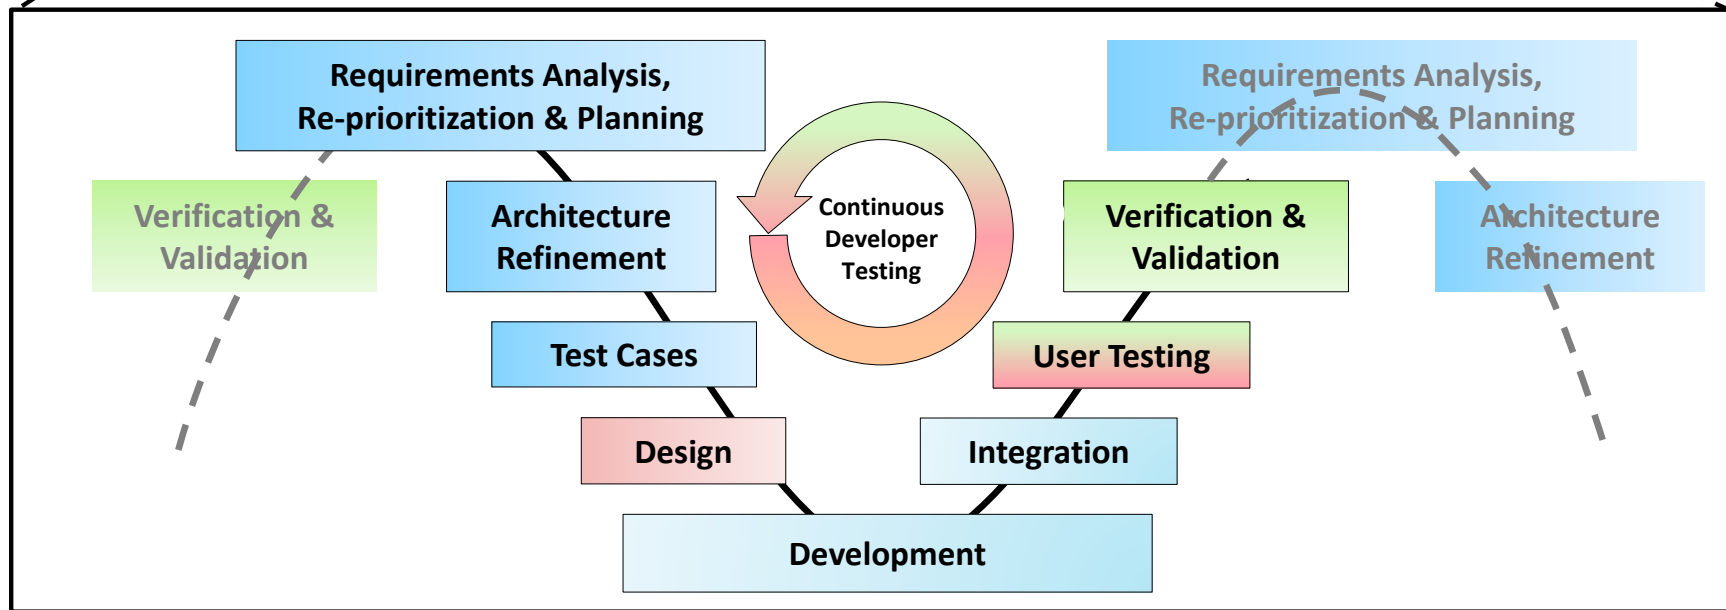 Requirements Analysis,
Re-prioritization & Planning
Requirements Analysis,
Re-prioritization & Planning
Verification &
Validation
Architecture
Refinement
Continuous
Developer
Testing
Verification &
Validation
Architecture
Refinement
Test Cases
User Testing
Design
Integration
Development